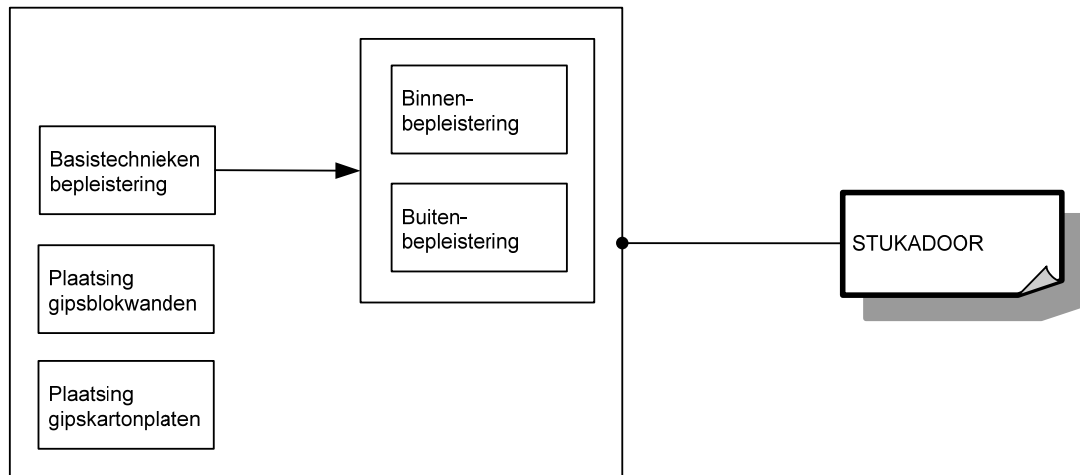 Basistechnieken
bepleistering
Plaatsing
gipsblokwanden
Plaatsing
gipskartonplaten
Binnen-
bepleistering
Buiten-
bepleistering
STUKADOOR